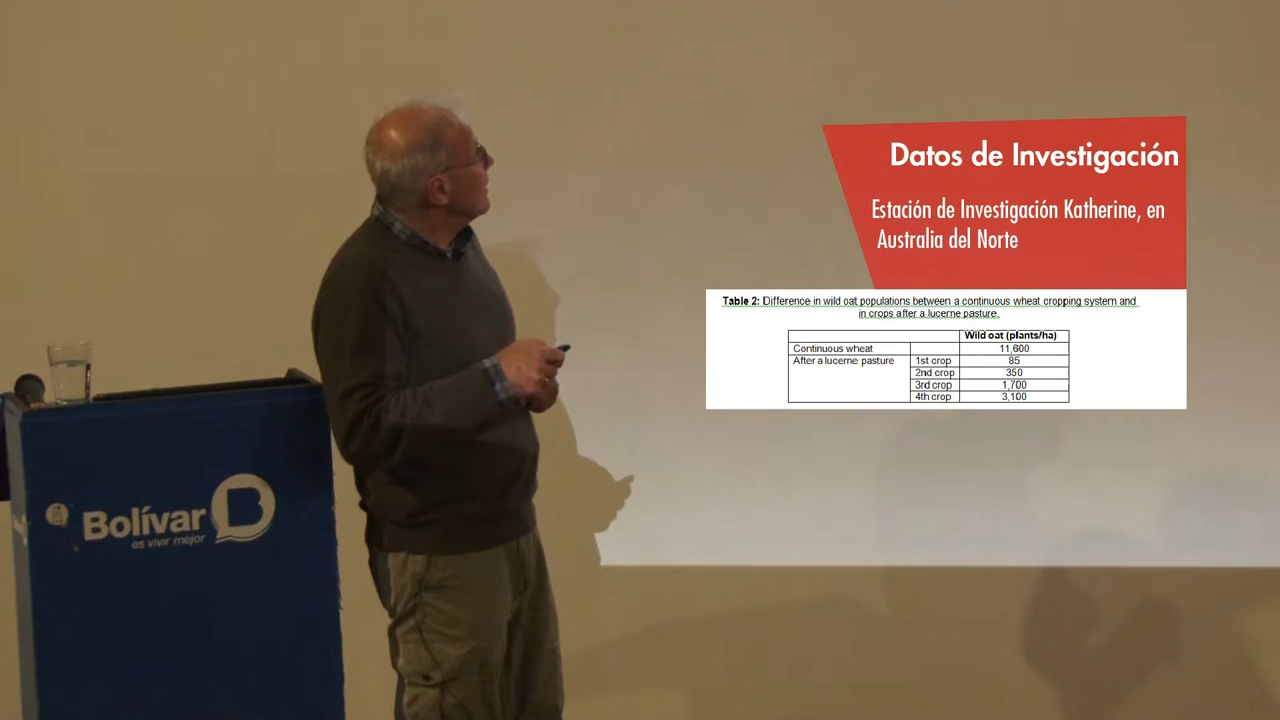 Datos de Investigación
Estación de Investigación Katherine, en
Australia del Norte
Table 2: Difference in wild oat populations between a continuous wheat cropping system and
in crops after a lucerne pasture.
Wild oat (plants/ha)
Continuous wheat 11,600
After a lucerne pasture 1st crop 85
2nd crop 350
3rd crop 1,700
4th crop 3,100
Bolívar B
es vivir mejor